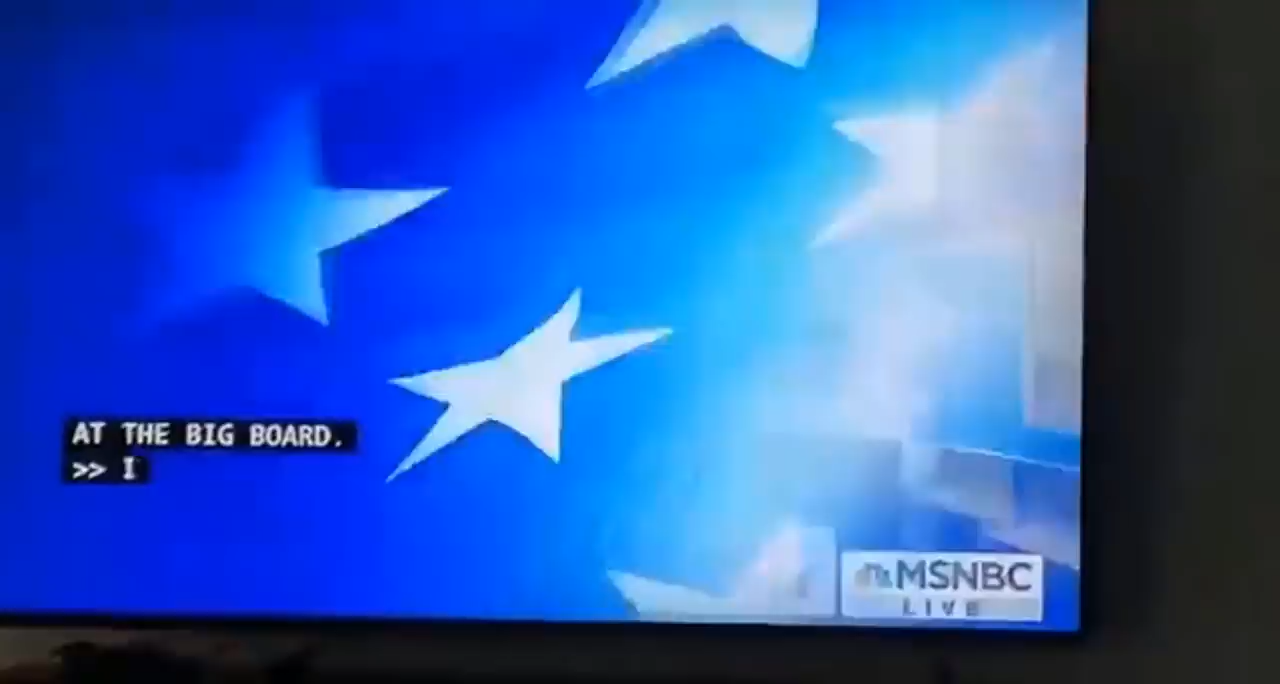 AT THE BIG BOARD.
>> I
MSNBC
LIVE